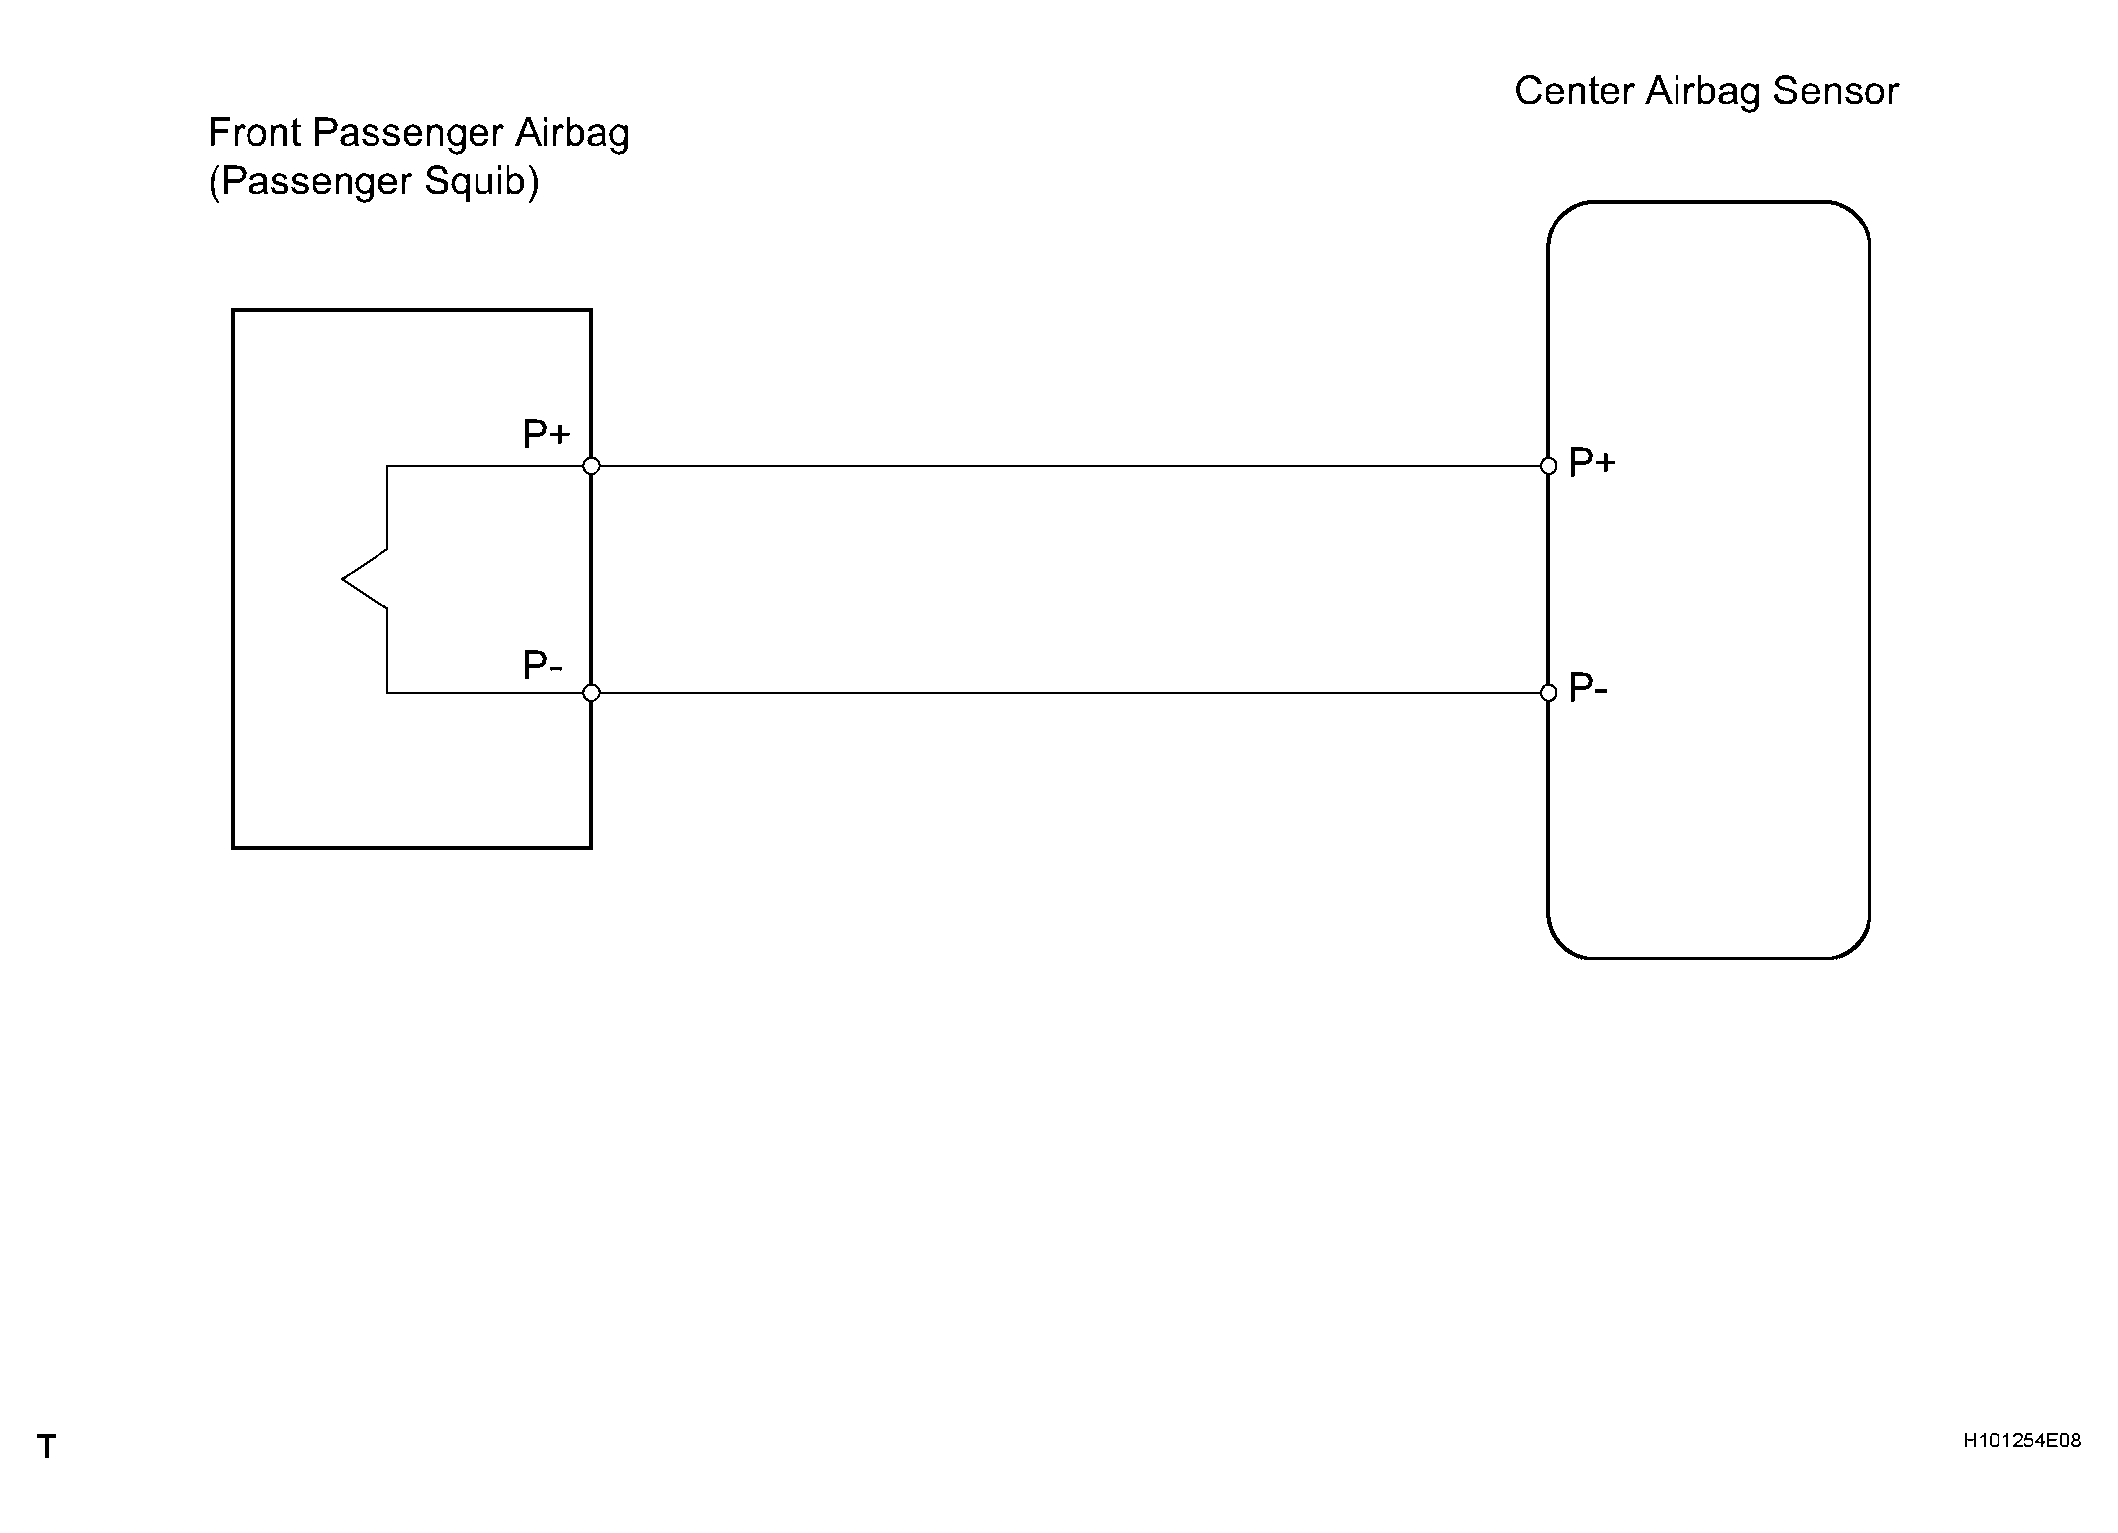 Center Airbag Sensor
Front Passenger Airbag
(Passenger Squib)
P+
P+
P-
P-
T
H101254E08